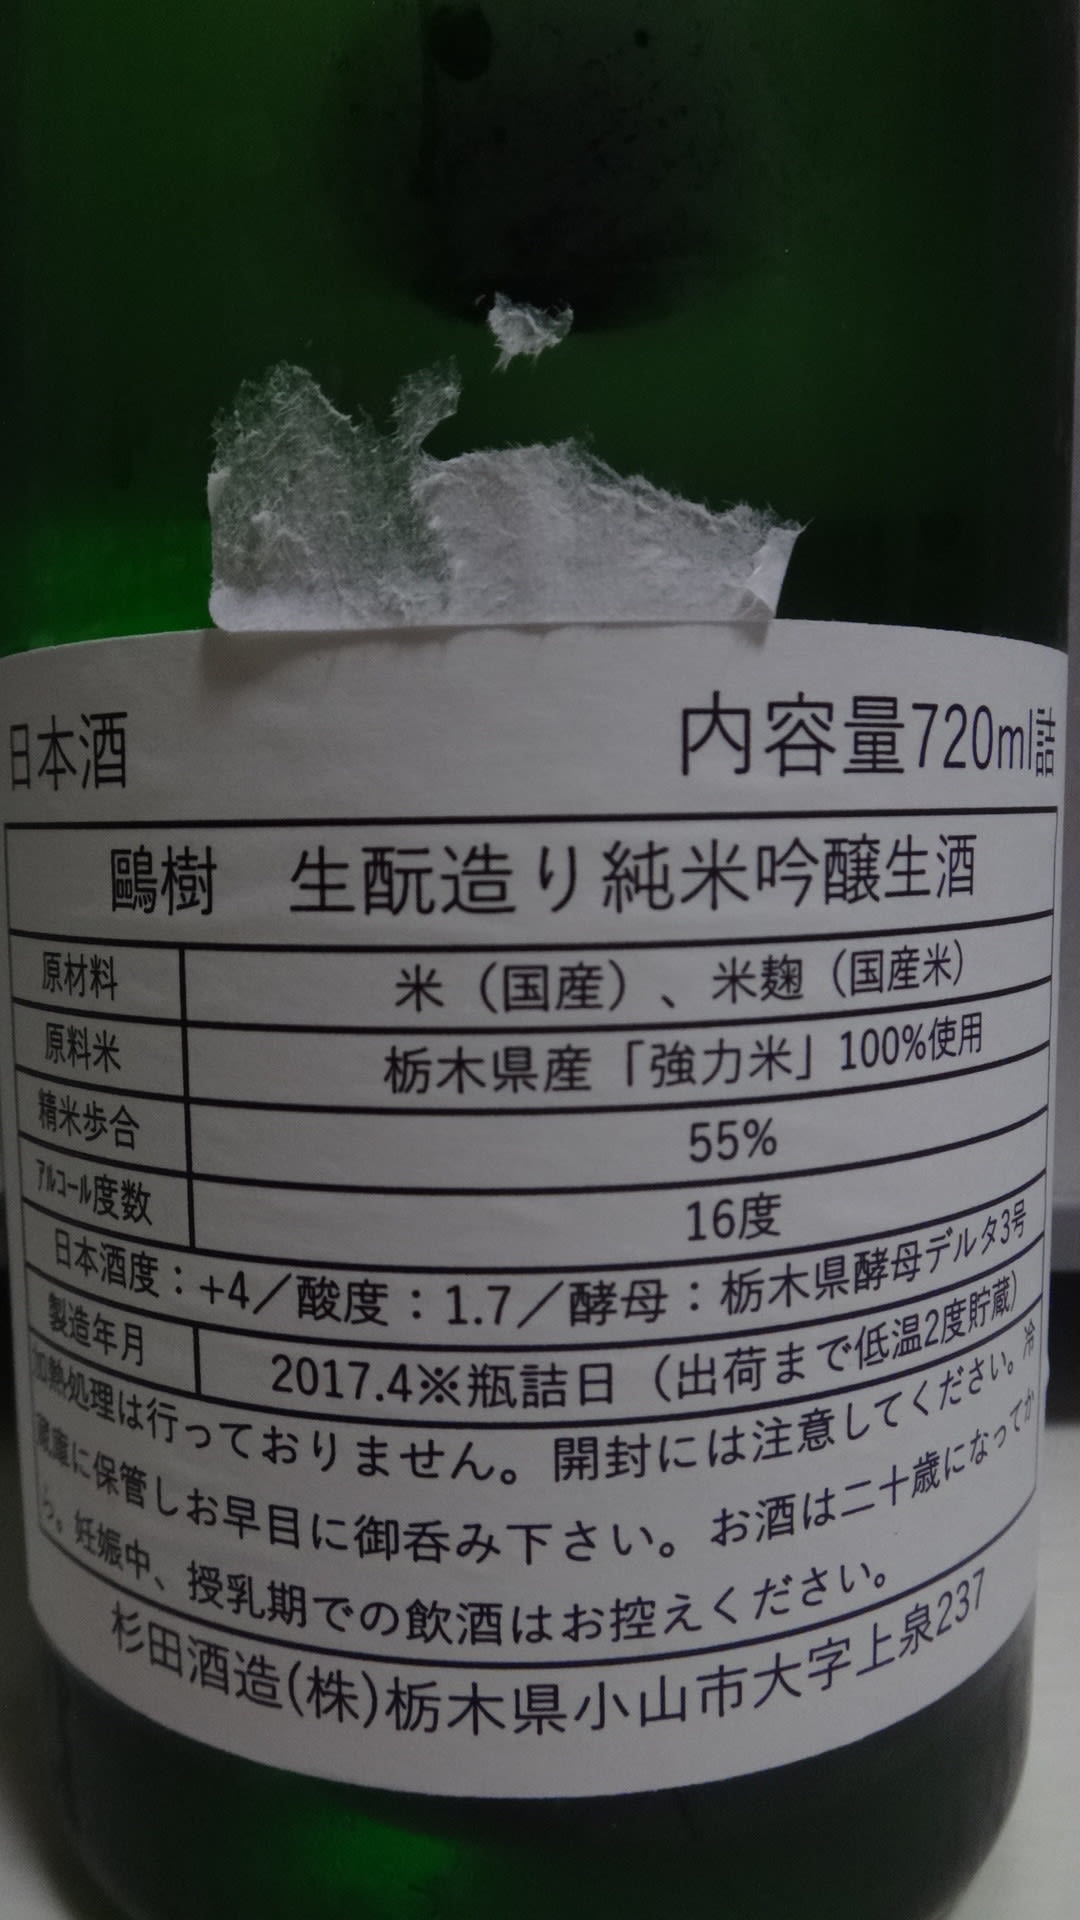 日本酒 内容量720ml詰
鷗樹 生酛造り純米吟醸生酒
原材料 米（国産）、米麹（国産米）
原料米 栃木県産「強力米」100%使用
精米歩合 55%
アルコール度数 16度
日本酒度：+4／酸度：1.7／酵母：栃木県酵母デルタ3号
製造年月 2017.4※瓶詰日（出荷まで低温2度貯蔵）
加熱処理は行っておりません。開封には注意してください。冷
蔵庫に保管しお早目に御呑み下さい。お酒は二十歳になってか
ら。妊娠中、授乳期での飲酒はお控えください。
杉田酒造(株)栃木県小山市大字上泉237